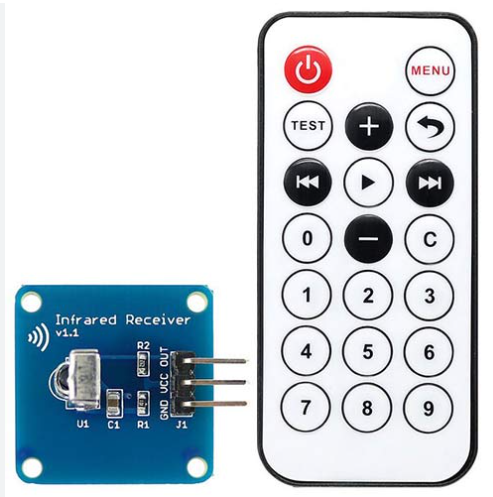 MENU
TEST
0
C
1 2 3
4 5 6
7 8 9
Infrared Receiver
v1.1
R2
OUT
VCC
GND
U1 C1 R1 J1